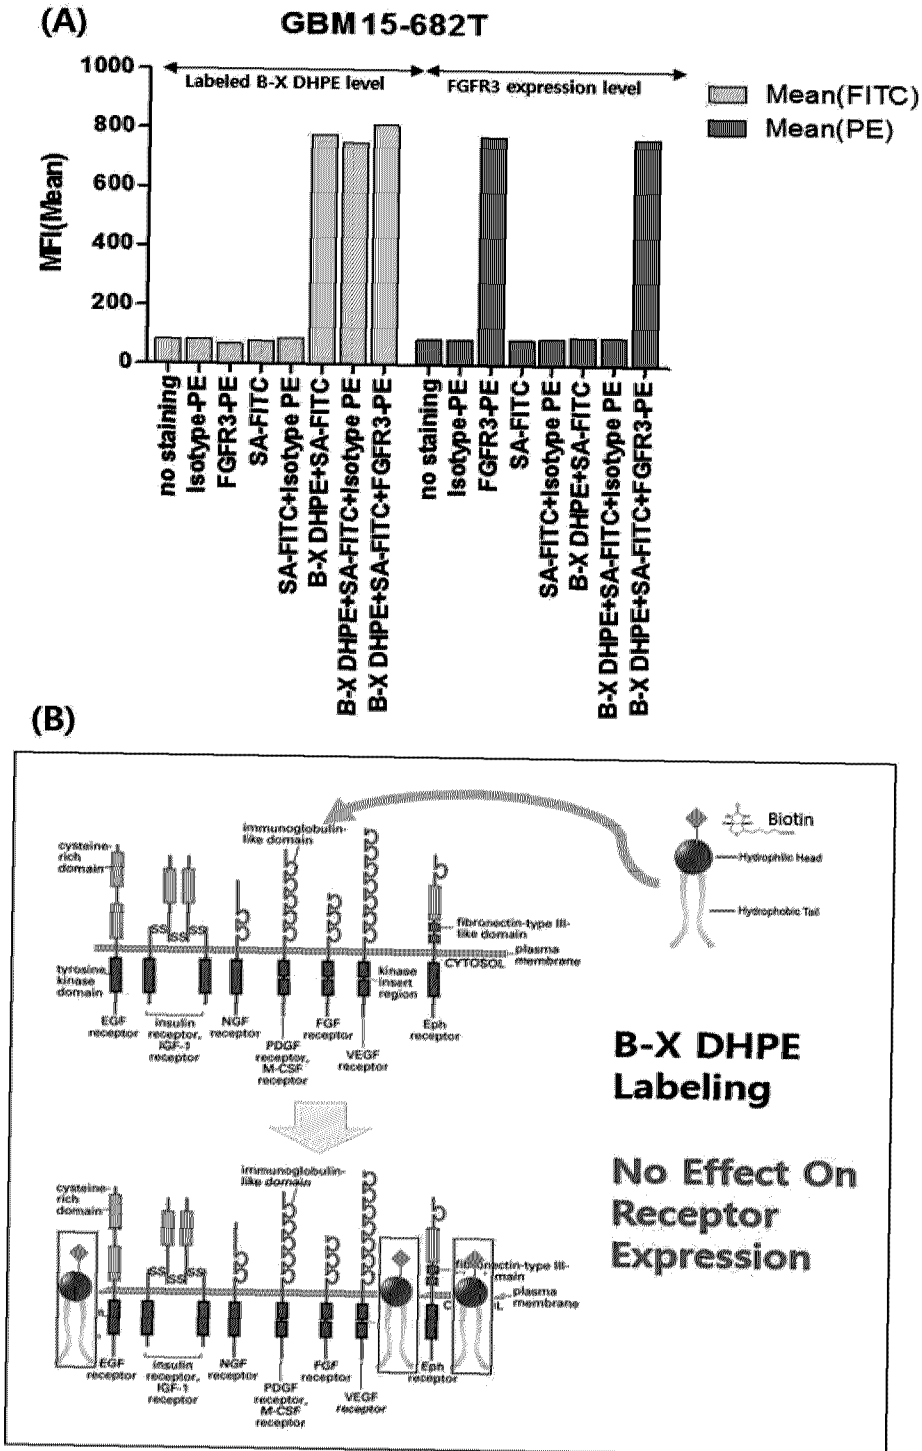 (A)
GBM15-682T
Labeled B-X DHPE level
FGFR3 expression level
Mean(FITC)
Mean(PE)
MFI(Mean)
1000
800
600
400
200
0
no staining
Isotype-PE
FGFR3-PE
SA-FITC
SA-FITC+Isotype PE
B-X DHPE+SA-FITC
B-X DHPE+SA-FITC+Isotype PE
B-X DHPE+SA-FITC+FGFR3-PE
no staining
Isotype-PE
FGFR3-PE
SA-FITC
SA-FITC+Isotype PE
B-X DHPE+SA-FITC
B-X DHPE+SA-FITC+Isotype PE
B-X DHPE+SA-FITC+FGFR3-PE
(B)
immunoglobulin-
like domain
cysteine-
rich
domain
SS
SS
SS
fibronectin-type III-
like domain
plasma
membrane
CYTOSOL
tyrosine
kinase
domain
kinase
insert
region
EGF
receptor
insulin
receptor,
IGF-1
receptor
NGF
receptor
PDGF
receptor,
M-CSF
receptor
FGF
receptor
VEGF
receptor
Eph
receptor
Biotin
Hydrophilic Head
Hydrophobic Tail
B-X DHPE
Labeling
No Effect On
Receptor
Expression
immunoglobulin-
like domain
cysteine-
rich
domain
SS
SS
SS
plasma
membrane
EGF
receptor
insulin
receptor,
IGF-1
receptor
NGF
receptor
PDGF
receptor,
M-CSF
receptor
FGF
receptor
VEGF
receptor
Eph
receptor